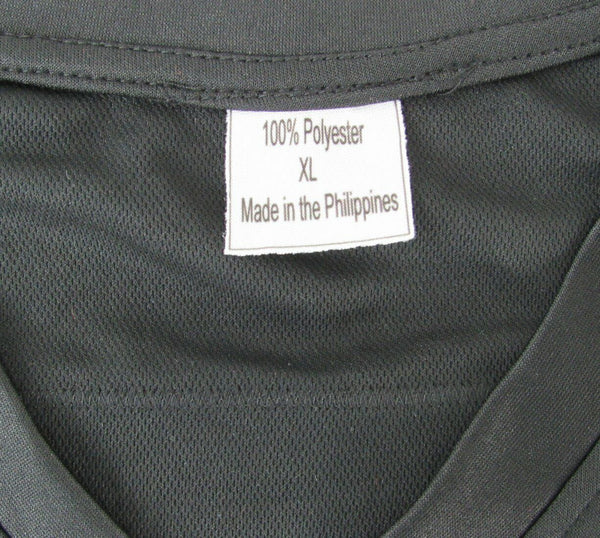 100% Polyester
XL
Made in the Philippines